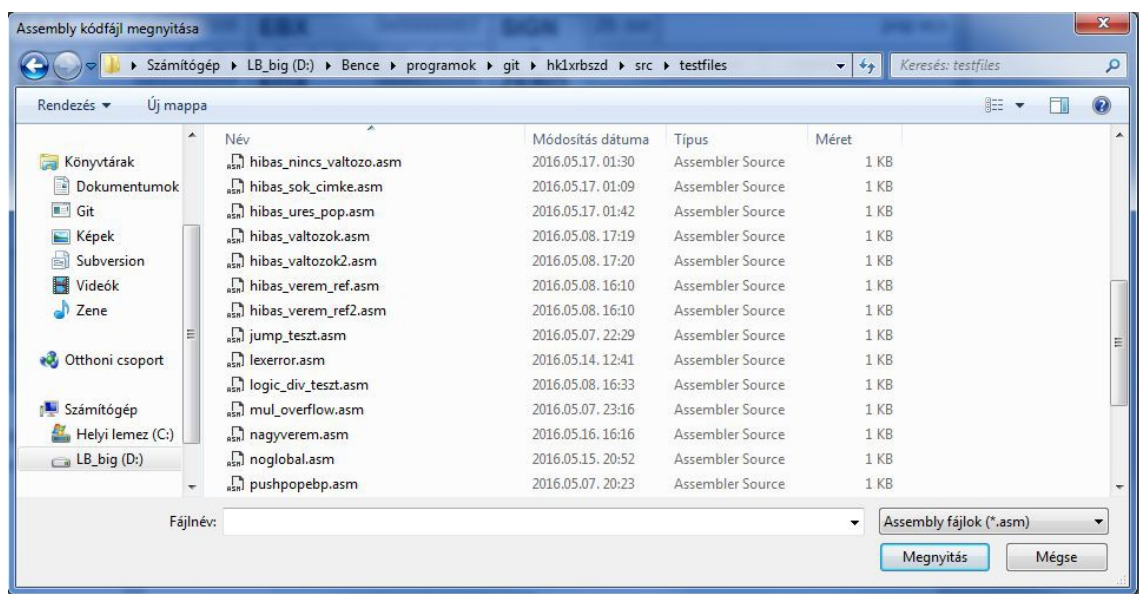 Assembly kódfájl megnyitása
Számítógép LB_big (D:) Bence programok git hk1xrbszd src testfiles
Keresés: testfiles
Rendezés Új mappa
Név Módosítás dátuma Típus Méret
Könyvtárak
Dokumentumok
Git
Képek
Subversion
Videók
Zene
Otthoni csoport
Számítógép
Helyi lemez (C:)
LB_big (D:)
hibas_nincs_valtozo.asm 2016.05.17. 01:30 Assembler Source 1 KB
hibas_sok_cimke.asm 2016.05.17. 01:09 Assembler Source 1 KB
hibas_ures_pop.asm 2016.05.17. 01:42 Assembler Source 1 KB
hibas_valtozok.asm 2016.05.08. 17:19 Assembler Source 1 KB
hibas_valtozok2.asm 2016.05.08. 17:20 Assembler Source 1 KB
hibas_verem_ref.asm 2016.05.08. 16:10 Assembler Source 1 KB
hibas_verem_ref2.asm 2016.05.08. 16:10 Assembler Source 1 KB
jump_teszt.asm 2016.05.07. 22:29 Assembler Source 1 KB
lexerror.asm 2016.05.14. 12:41 Assembler Source 1 KB
logic_div_teszt.asm 2016.05.08. 16:33 Assembler Source 1 KB
mul_overflow.asm 2016.05.07. 23:16 Assembler Source 1 KB
nagyverem.asm 2016.05.16. 16:16 Assembler Source 1 KB
noglobal.asm 2016.05.15. 20:52 Assembler Source 1 KB
pushpopebp.asm 2016.05.07. 20:23 Assembler Source 1 KB
Fájlnév:
Assembly fájlok (*.asm)
Megnyitás Mégse